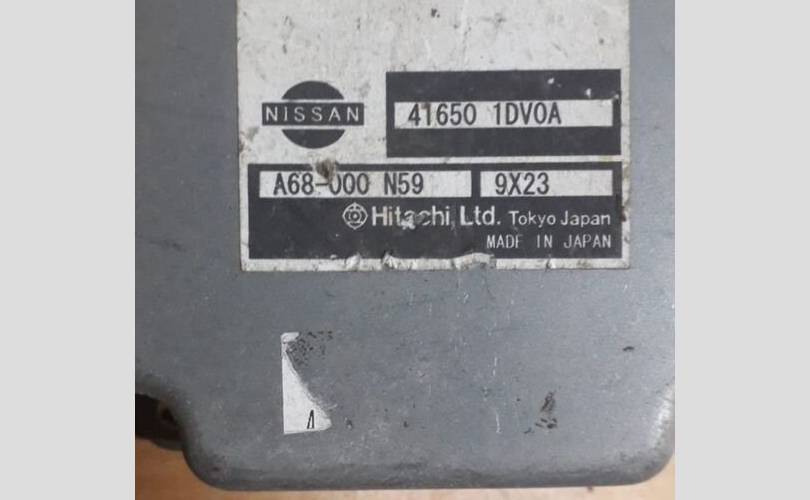 NISSAN
41650 1DV0A
A68-000 N59
9X23
Hitachi, Ltd. Tokyo Japan
MADE IN JAPAN